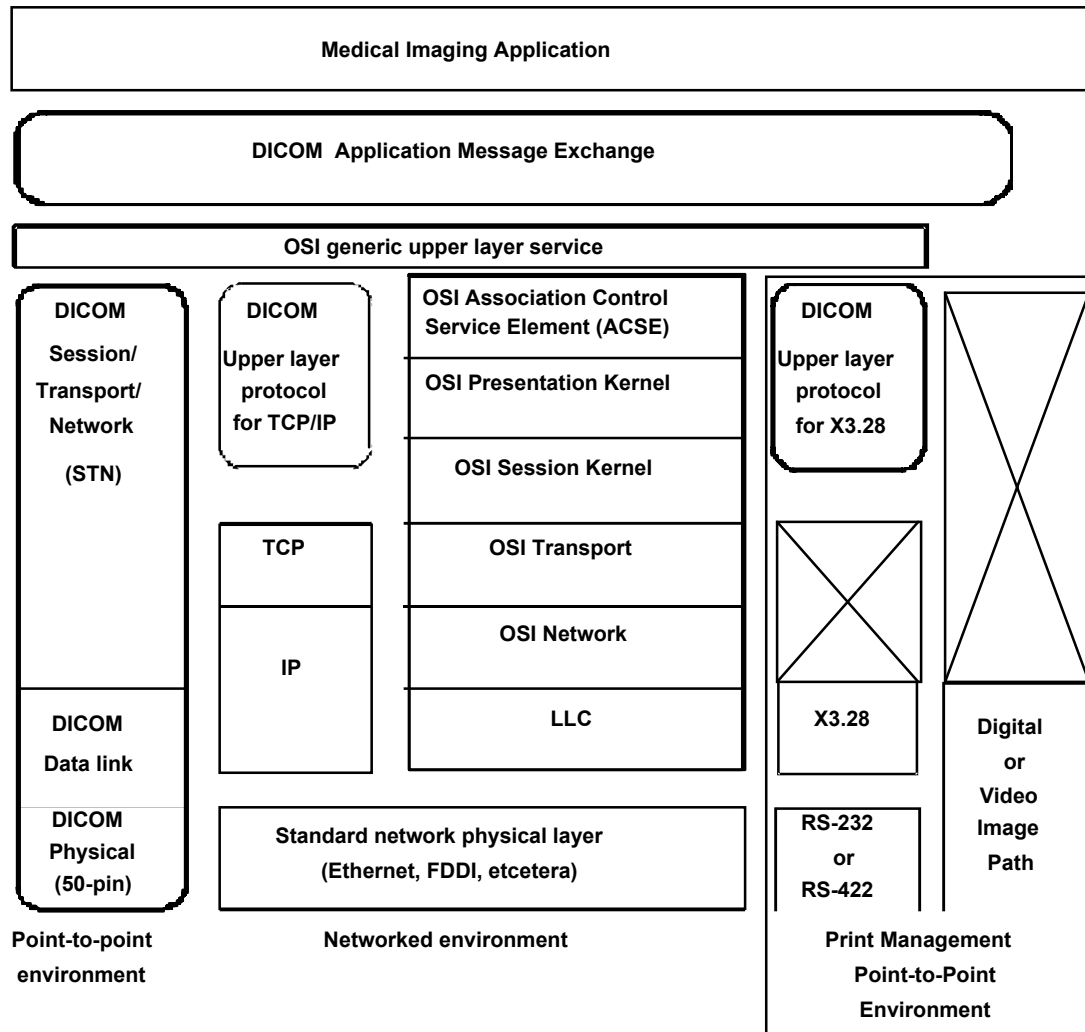 Medical Imaging Application
DICOM Application Message Exchange
OSI generic upper layer service
DICOM
Session/
Transport/
Network
(STN)
DICOM
Data link
DICOM
Physical
(50-pin)
Point-to-point
environment
DICOM
Upper layer
protocol
for TCP/IP
TCP
IP
OSI Association Control
Service Element (ACSE)
OSI Presentation Kernel
OSI Session Kernel
OSI Transport
OSI Network
LLC
Standard network physical layer
(Ethernet, FDDI, etcetera)
Networked environment
DICOM
Upper layer
protocol
for X3.28
X3.28
RS-232
or
RS-422
Digital
or
Video
Image
Path
Print Management
Point-to-Point
Environment